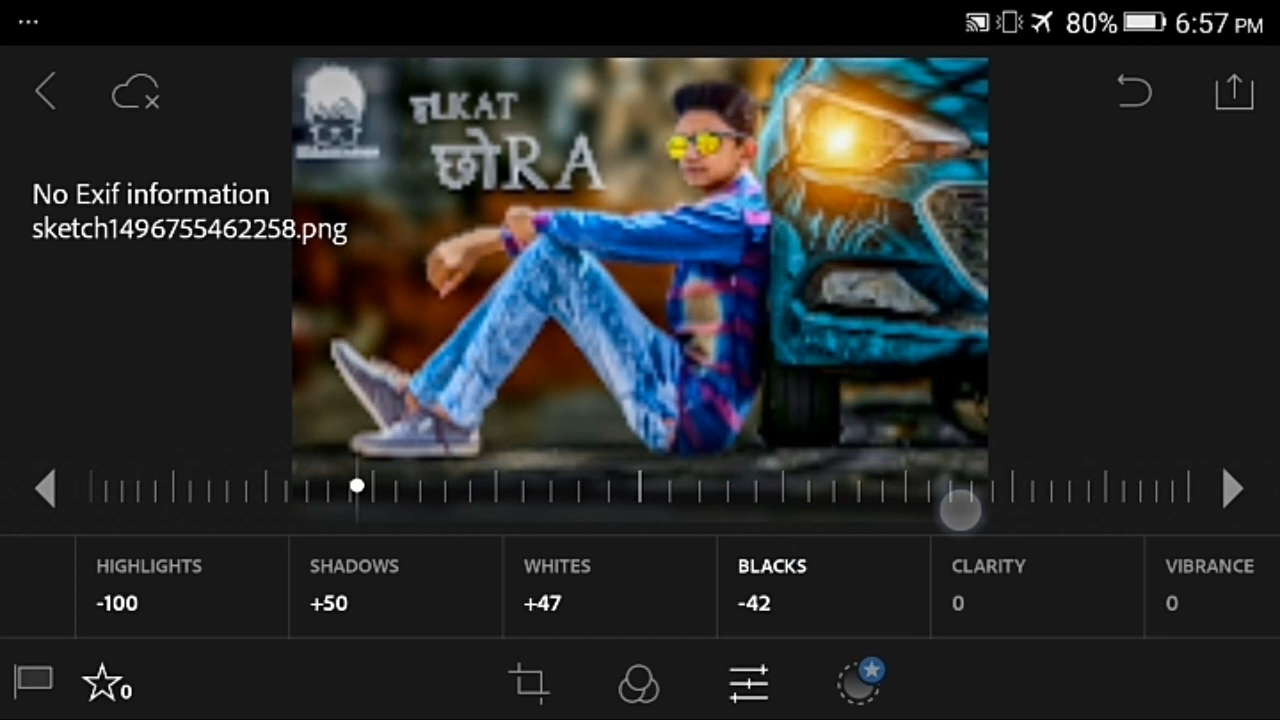 80% 6:57 PM
No Exif information
sketch1496755462258.png
हLKAT
छोRA
HIGHLIGHTS SHADOWS WHITES BLACKS CLARITY VIBRANCE
-100 +50 +47 -42 0 0
0